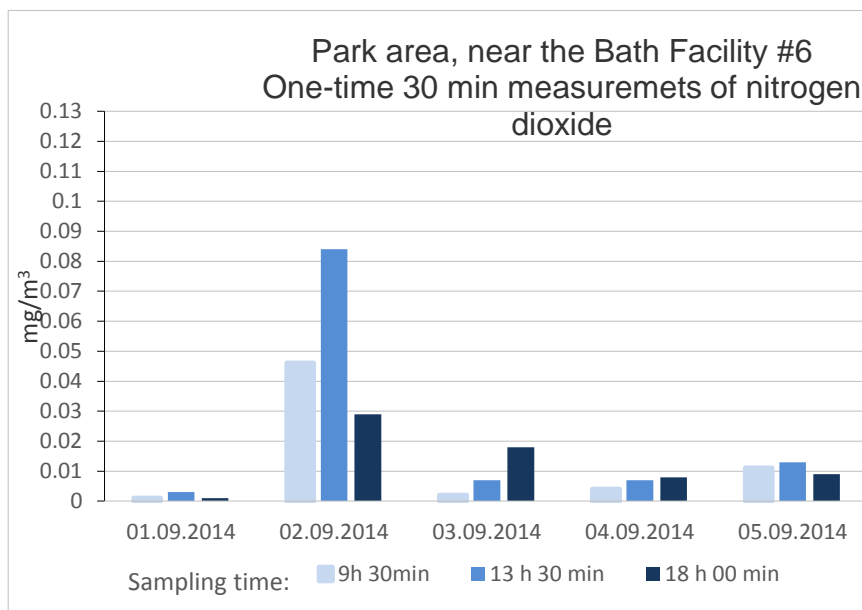 Park area, near the Bath Facility #6
One-time 30 min measuremets of nitrogen
dioxide
0.13
0.12
0.11
0.1
0.09
0.08
0.07
0.06
0.05
0.04
0.03
0.02
0.01
0
mg/m³
01.09.2014 02.09.2014 03.09.2014 04.09.2014 05.09.2014
Sampling time: 9h 30min 13 h 30 min 18 h 00 min